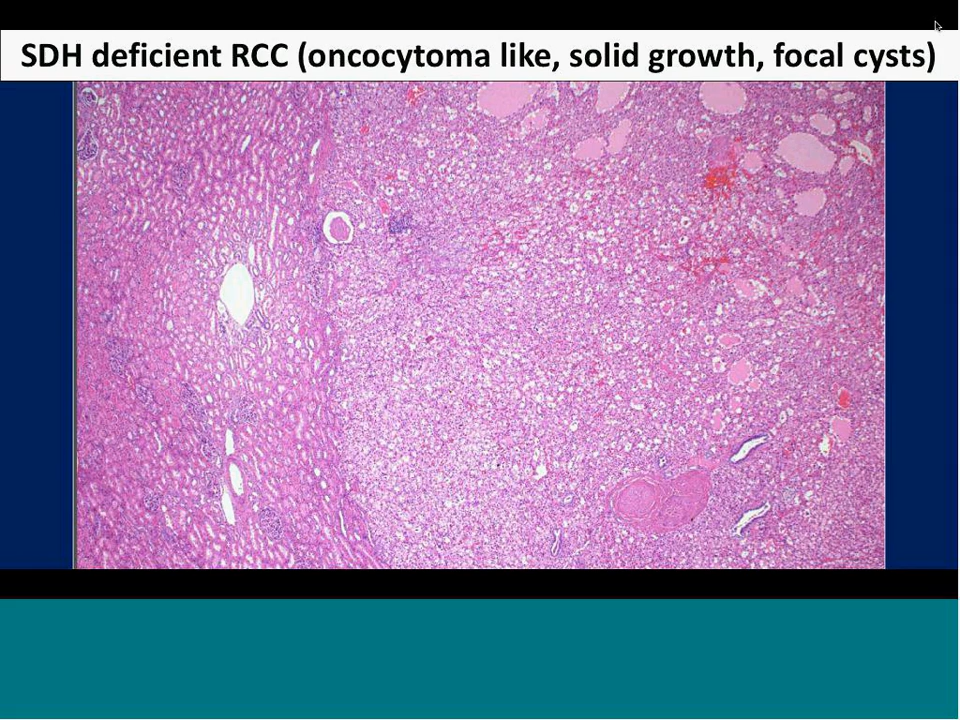 SDH deficient RCC (oncocytoma like, solid growth, focal cysts)